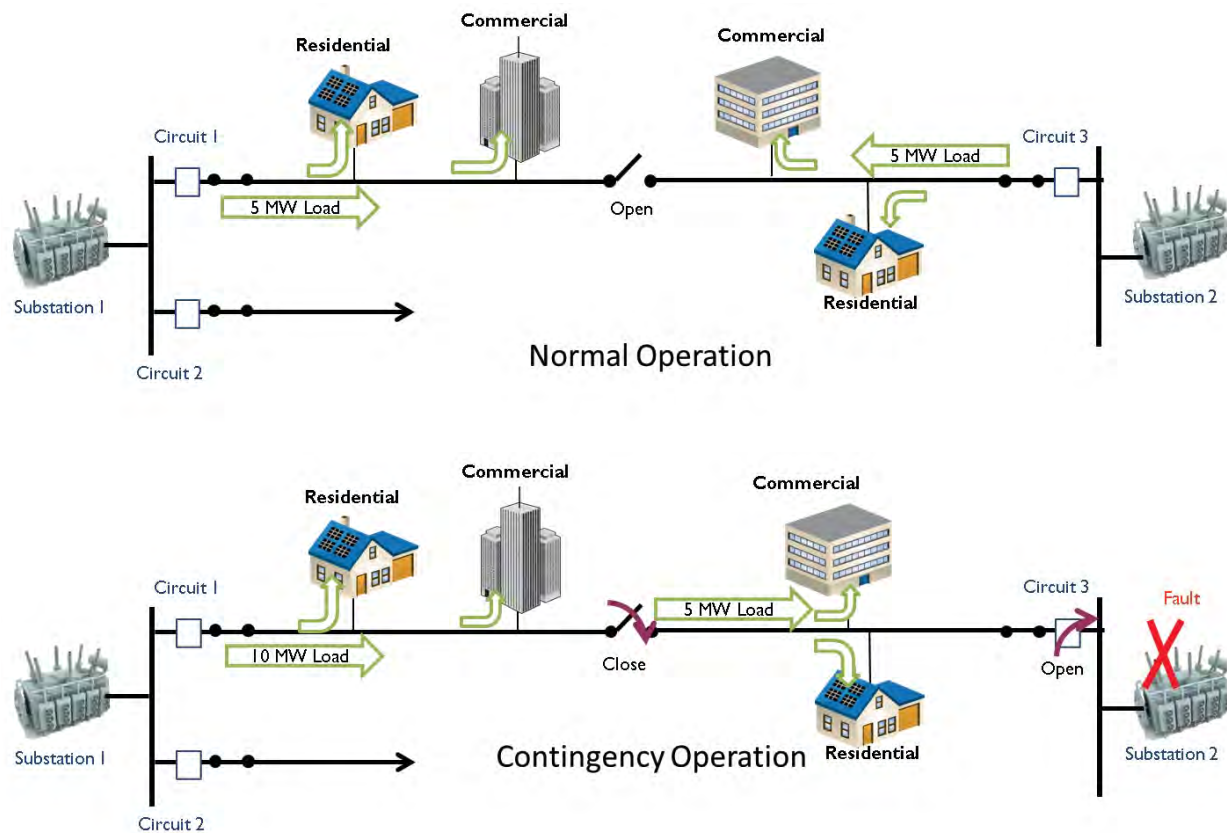 Commercial
Residential
Commercial
Circuit 1
Circuit 3
5 MW Load
5 MW Load
Open
Substation 1
Residential
Substation 2
Normal Operation
Circuit 2
Commercial
Residential
Commercial
Circuit 1
Circuit 3
Fault
5 MW Load
10 MW Load
Close
Open
Substation 1
Residential
Substation 2
Contingency Operation
Circuit 2